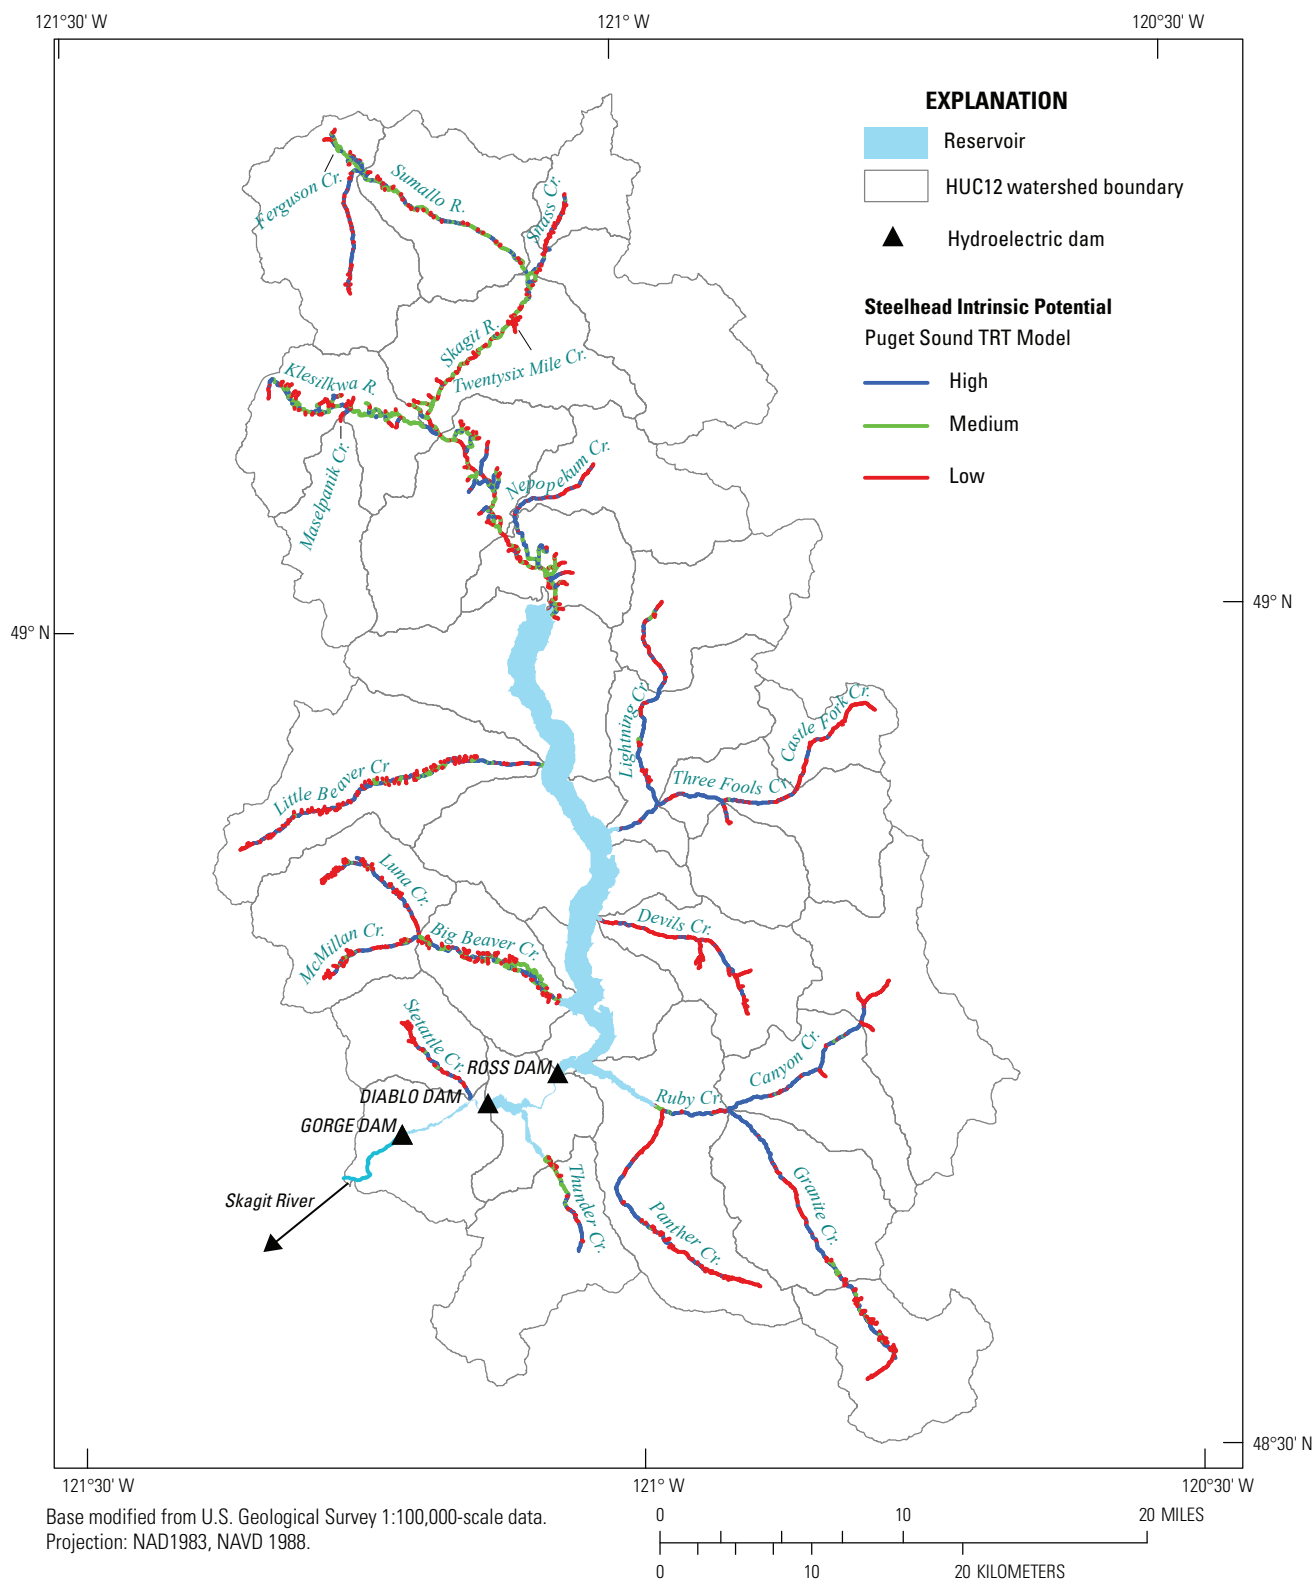 121°30' W
121° W
120°30' W
EXPLANATION
Reservoir
HUC12 watershed boundary
Hydroelectric dam
Steelhead Intrinsic Potential
Puget Sound TRT Model
High
Medium
Low
Ferguson Cr.
Sumallo R.
Snass Cr.
Skagit R.
Twentysix Mile Cr.
Klesilkwa R.
Maselpanik Cr.
Nepopekum Cr.
49° N
49° N
Lightning Cr.
Castle Fork Cr.
Three Fools Cr.
Little Beaver Cr
Luna Cr.
McMillan Cr.
Big Beaver Cr.
Devils Cr.
Stetattle Cr.
ROSS DAM
Canyon Cr.
DIABLO DAM
Ruby Cr.
GORGE DAM
Skagit River
Thunder Cr.
Panther Cr.
Granite Cr.
48°30' N
121°30' W
121° W
120°30' W
Base modified from U.S. Geological Survey 1:100,000-scale data.
Projection: NAD1983, NAVD 1988.
0 10 20 MILES
0 10 20 KILOMETERS